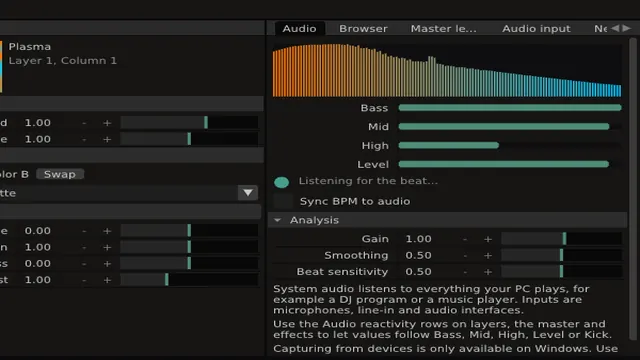 Audio Browser Master le... Audio input Ne
Plasma
Layer 1, Column 1
Bass
Mid
High
Level
d 1.00 - +
e 1.00 - +
olor B Swap
tte
e 0.00 - +
n 1.00 - +
ss 0.00 - +
st 1.00 - +
Listening for the beat...
Sync BPM to audio
Analysis
Gain 1.00 - +
Smoothing 0.50 - +
Beat sensitivity 0.50 - +
System audio listens to everything your PC plays, for
example a DJ program or a music player. Inputs are
microphones, line-in and audio interfaces.
Use the Audio reactivity rows on layers, the master and
effects to let values follow Bass, Mid, High, Level or Kick.
Capturing from devices is only available on Windows. Use